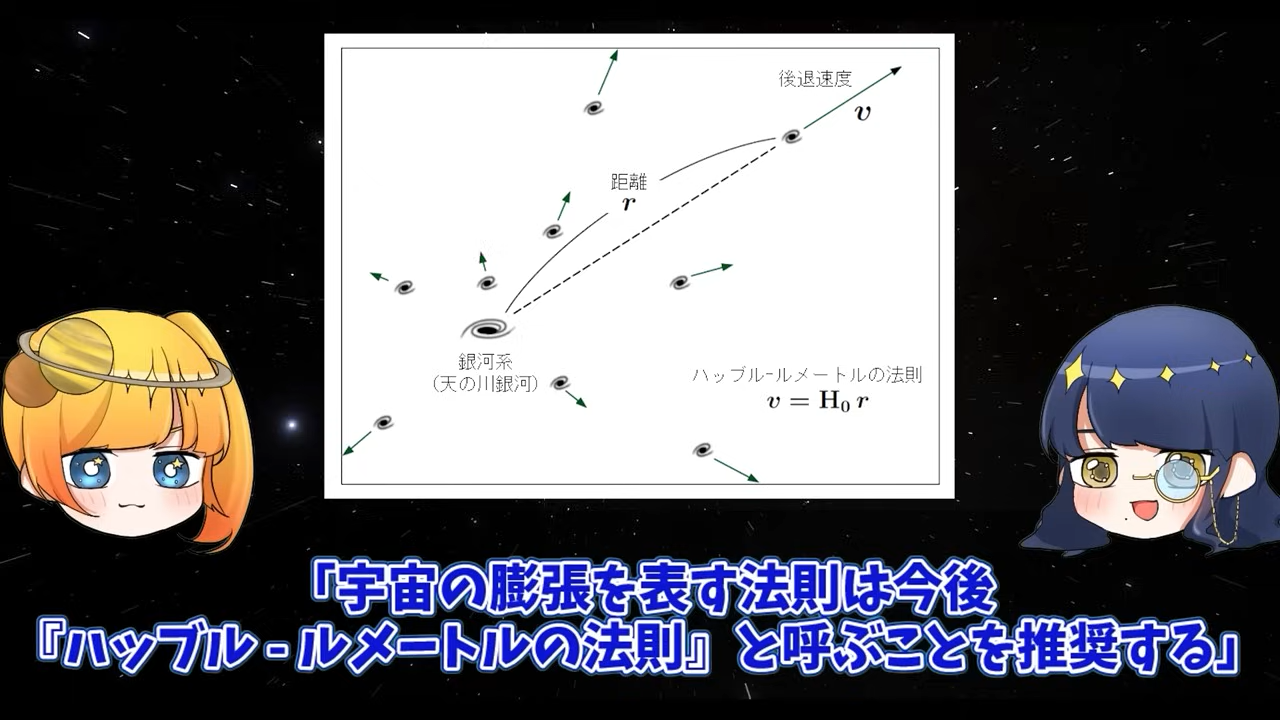 後退速度
v
距離
r
銀河系
(天の川銀河)
ハッブル-ルメートルの法則
v = H₀ r
「宇宙の膨張を表す法則は今後
『ハッブル - ルメートルの法則』と呼ぶことを推奨する」